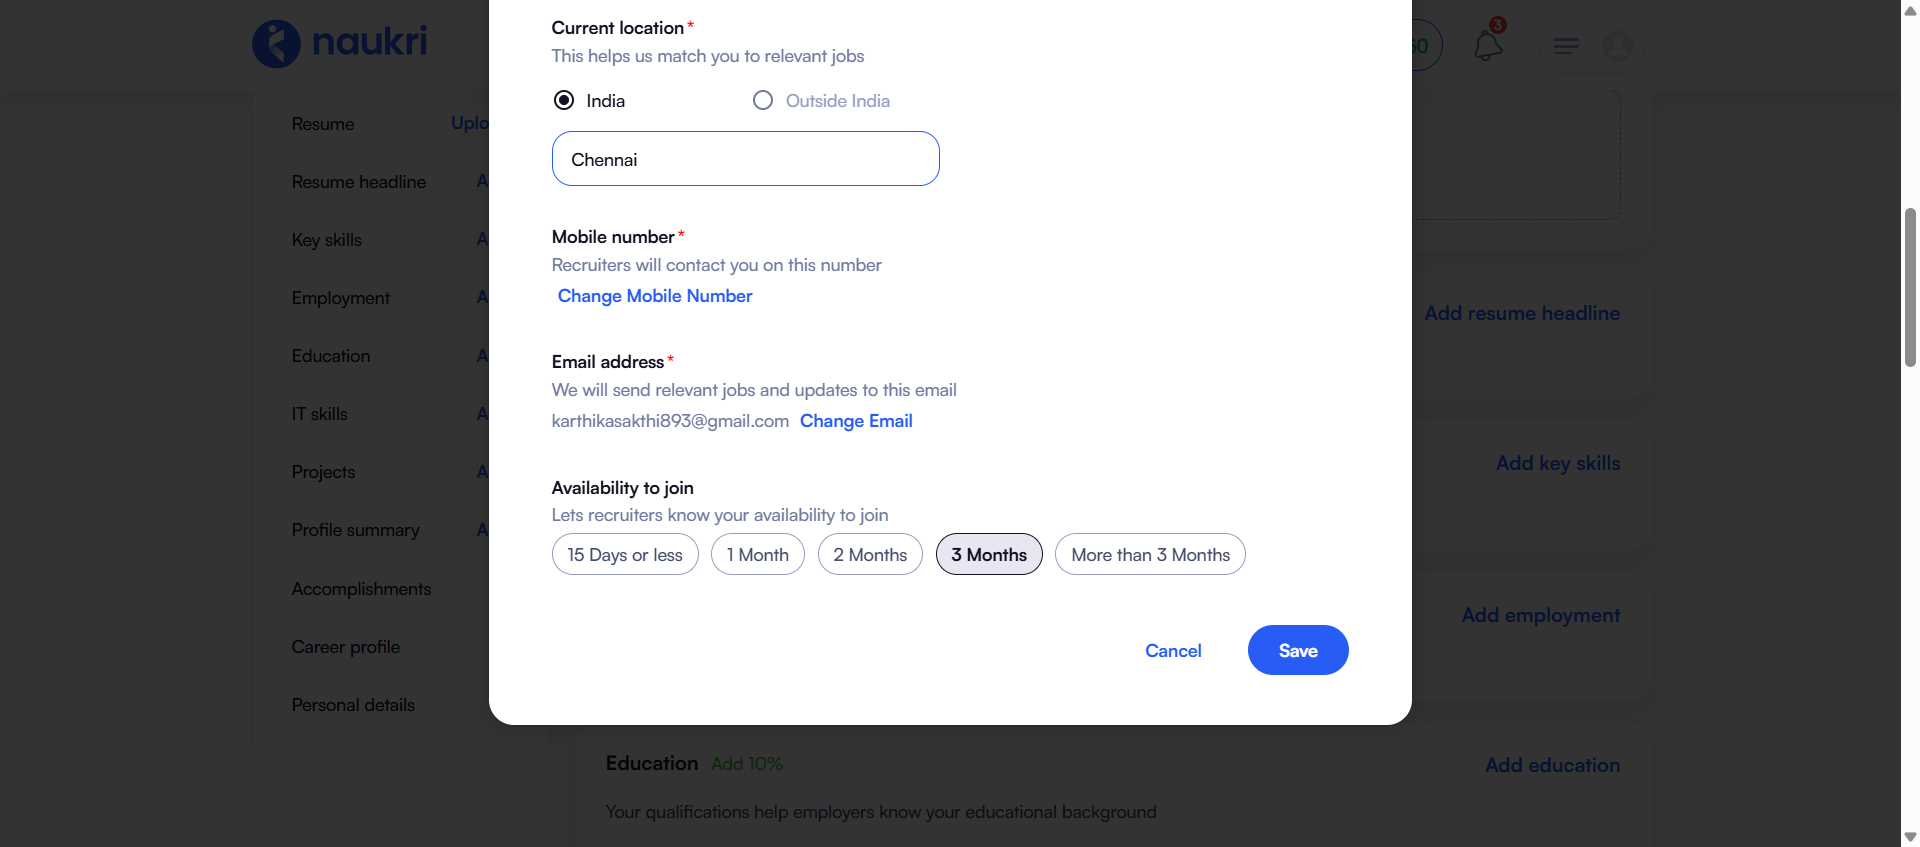 naukri
60
3
Resume
Uplo
Resume headline
A
Key skills
A
Employment
A
Education
A
IT skills
A
Projects
A
Profile summary
A
Accomplishments
Career profile
Personal details
Current location*
This helps us match you to relevant jobs
India
Outside India
Chennai
Mobile number*
Recruiters will contact you on this number
Change Mobile Number
Email address*
We will send relevant jobs and updates to this email
karthikasakthi893@gmail.com Change Email
Availability to join
Lets recruiters know your availability to join
15 Days or less
1 Month
2 Months
3 Months
More than 3 Months
Cancel
Save
Add resume headline
Add key skills
Add employment
Education Add 10%
Add education
Your qualifications help employers know your educational background